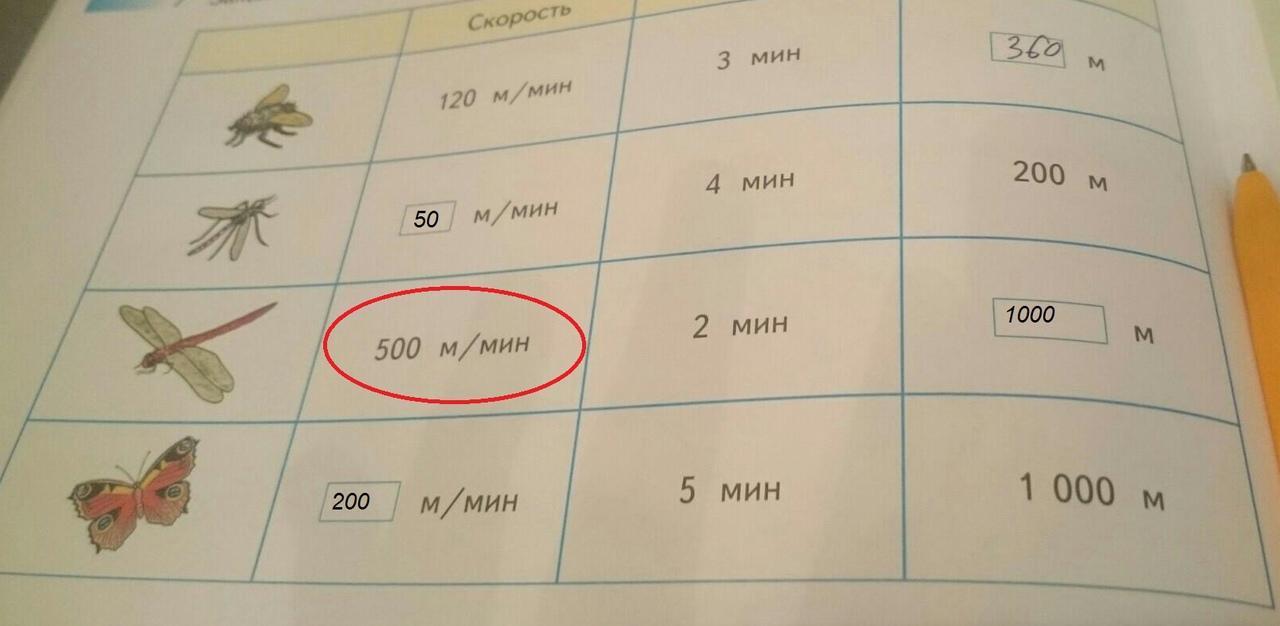 Скорость
120 м/мин 3 мин 360 м
50 м/мин 4 мин 200 м
500 м/мин 2 мин 1000 м
200 м/мин 5 мин 1 000 м